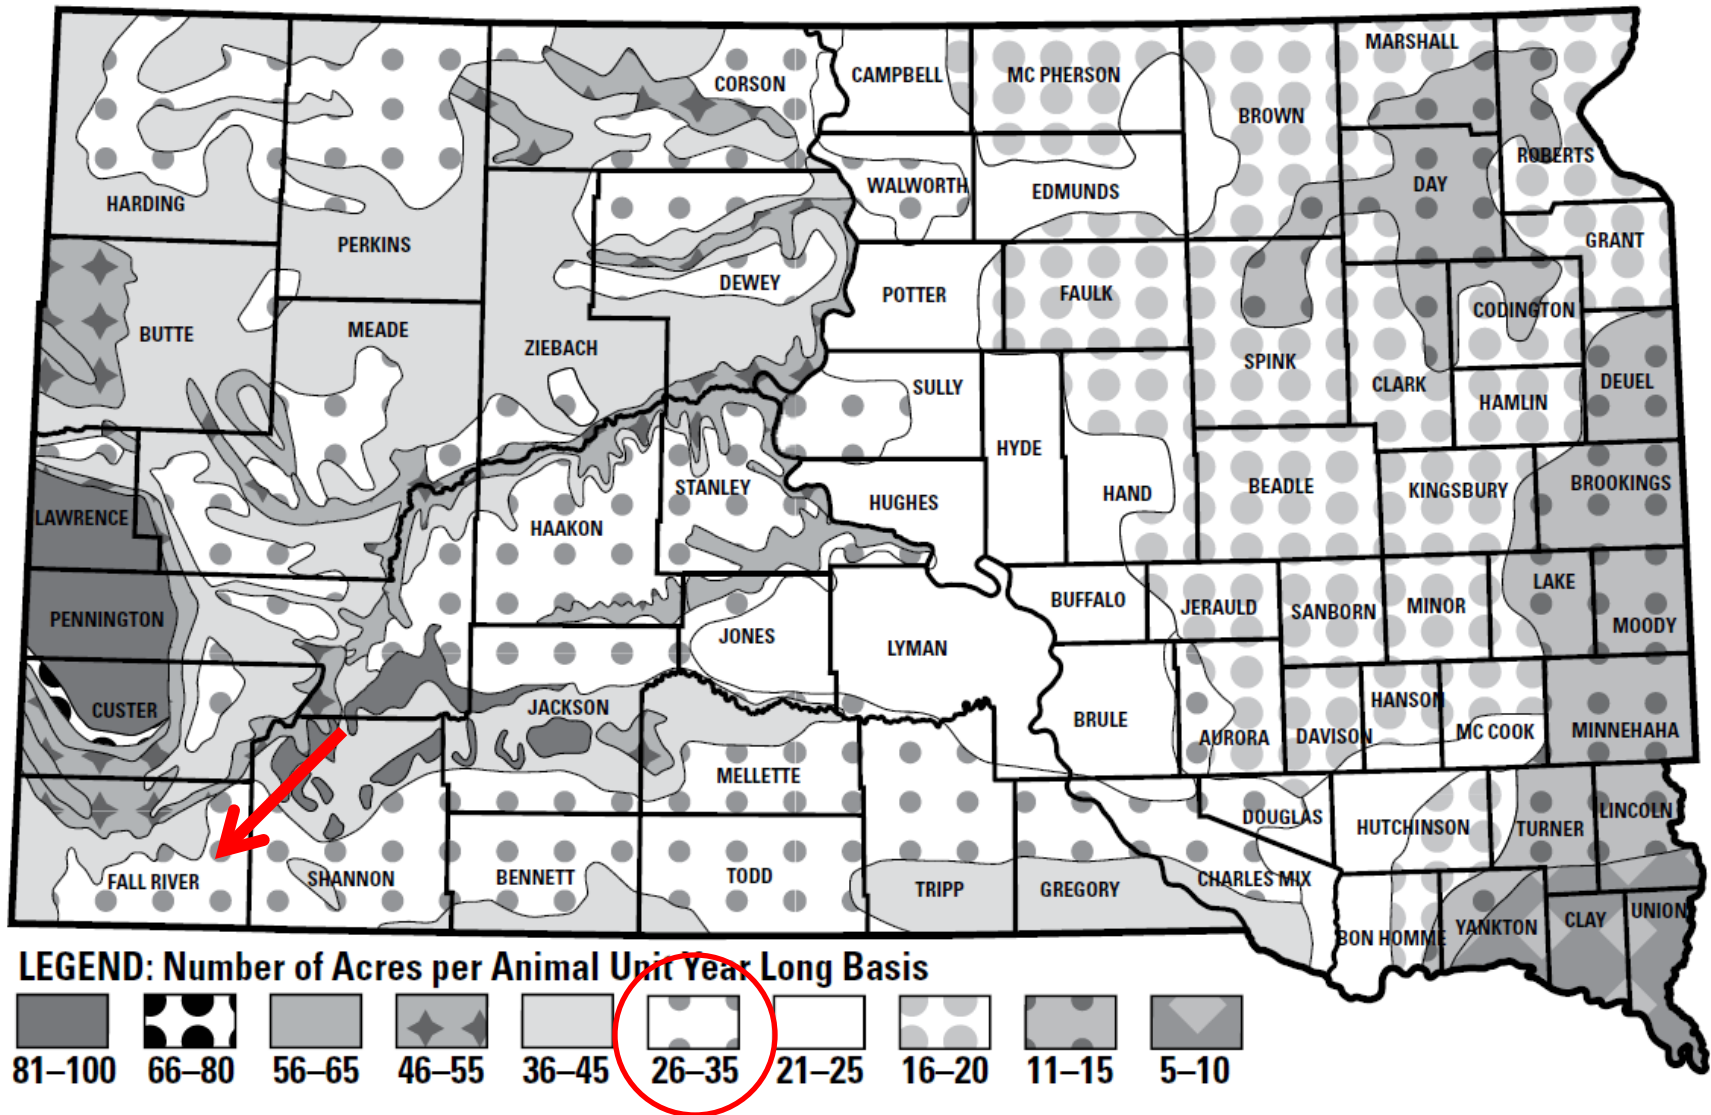 MARSHALL
CAMPBELL
MC PHERSON
CORSON
BROWN
ROBERTS
WALWORTH
EDMUNDS
DAY
HARDING
PERKINS
GRANT
DEWEY
POTTER
FAULK
CODINGTON
BUTTE
MEADE
ZIEBACH
SPINK
SULLY
CLARK
DEUEL
HAMLIN
HYDE
STANLEY
HUGHES
HAND
BEADLE
KINGSBURY
BROOKINGS
LAWRENCE
HAAKON
LAKE
BUFFALO
JERAULD
SANBORN
MINOR
PENNINGTON
JONES
LYMAN
MOODY
CUSTER
JACKSON
BRULE
AURORA
DAVISON
HANSON
MC COOK
MINNEHAHA
MELLETTE
DOUGLAS
HUTCHINSON
TURNER
LINCOLN
FALL RIVER
SHANNON
BENNETT
TODD
TRIPP
GREGORY
CHARLES MIX
BON HOMME
YANKTON
CLAY
UNION
LEGEND: Number of Acres per Animal Unit Year Long Basis
81–100 66–80 56–65 46–55 36–45 26–35 21–25 16–20 11–15 5–10